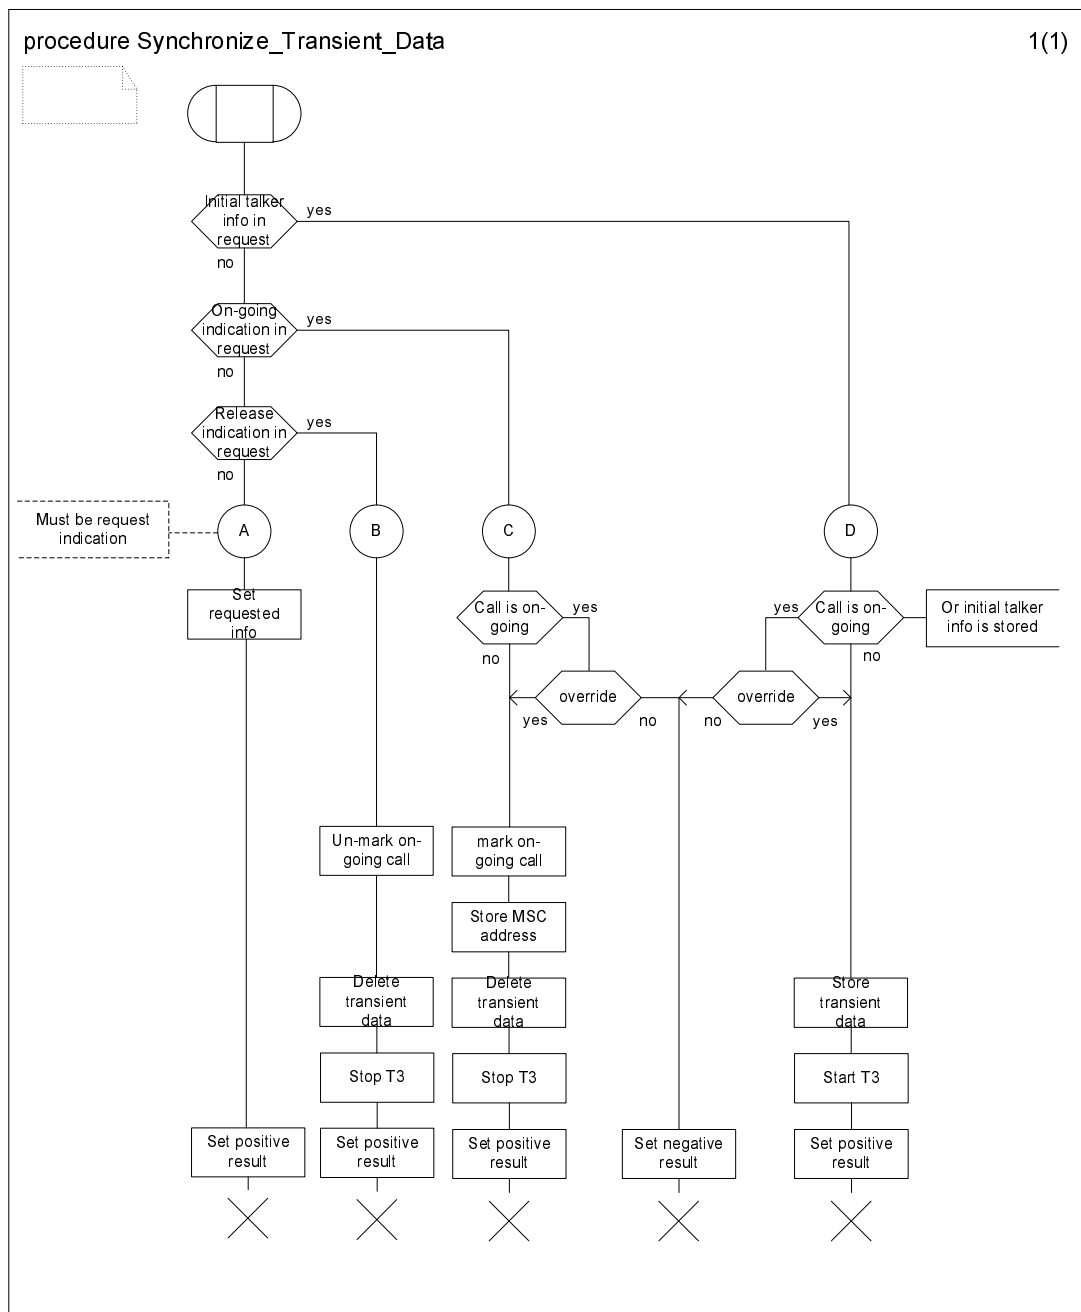 procedure Synchronize_Transient_Data
1(1)
Initial talker
info in
request
yes
no
On-going
indication in
request
yes
no
Release
indication in
request
yes
no
Must be request
indication
A
B
C
D
Set
requested
info
Call is on-
going
yes
no
yes
Call is on-
going
no
Or initial talker
info is stored
override
yes
no
override
no
yes
Un-mark on-
going call
mark on-
going call
Store MSC
address
Delete
transient
data
Delete
transient
data
Store
transient
data
Stop T3
Stop T3
Start T3
Set positive
result
Set positive
result
Set positive
result
Set negative
result
Set positive
result